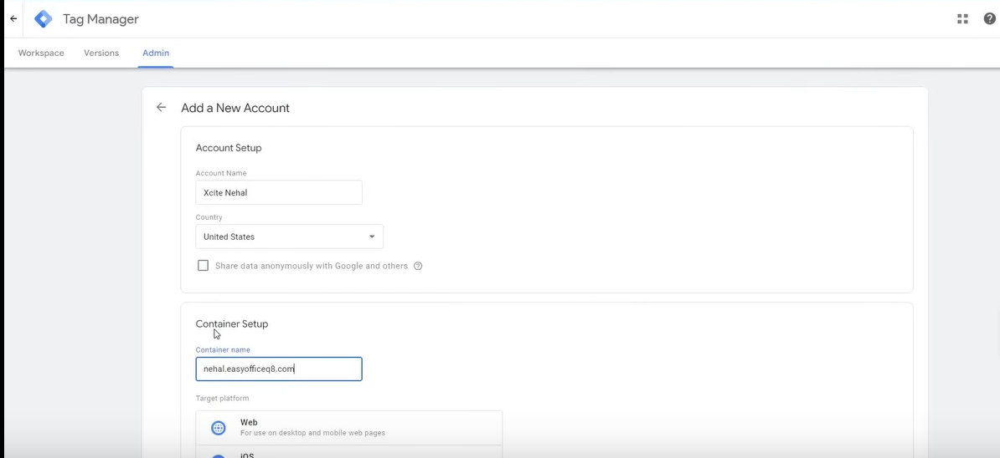 Tag Manager
Workspace Versions Admin
Add a New Account
Account Setup
Account Name
Xcite Nehal
Country
United States
Share data anonymously with Google and others
Container Setup
Container name
nehal.easyofficeq8.com
Target platform
Web
For use on desktop and mobile web pages
iOS